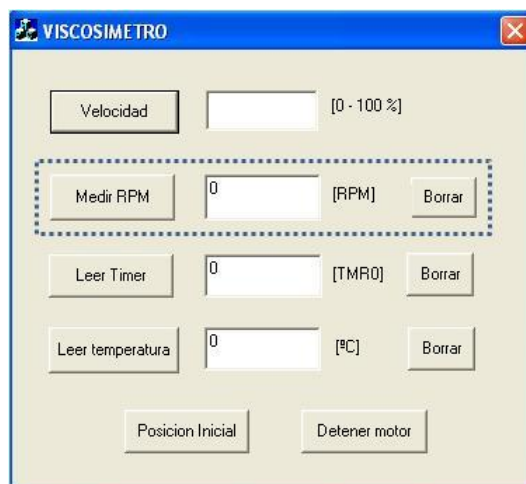 VISCOSIMETRO
Velocidad [0 - 100 %]
Medir RPM 0 [RPM] Borrar
Leer Timer 0 [TMR0] Borrar
Leer temperatura 0 [ºC] Borrar
Posicion Inicial Detener motor